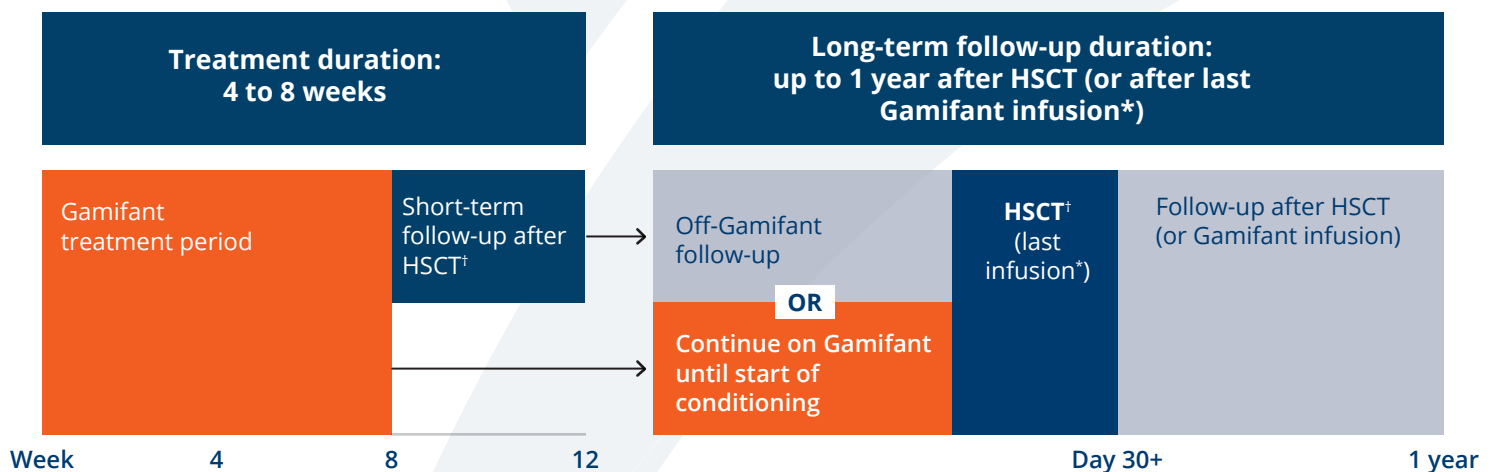 Treatment duration:
4 to 8 weeks
Long-term follow-up duration:
up to 1 year after HSCT (or after last
Gamifant infusion*)
Gamifant
treatment period
Short-term
follow-up after
HSCT†
Off-Gamifant
follow-up
OR
Continue on Gamifant
until start of
conditioning
HSCT†
(last
infusion*)
Follow-up after HSCT
(or Gamifant infusion)
Week 4 8 12 Day 30+ 1 year